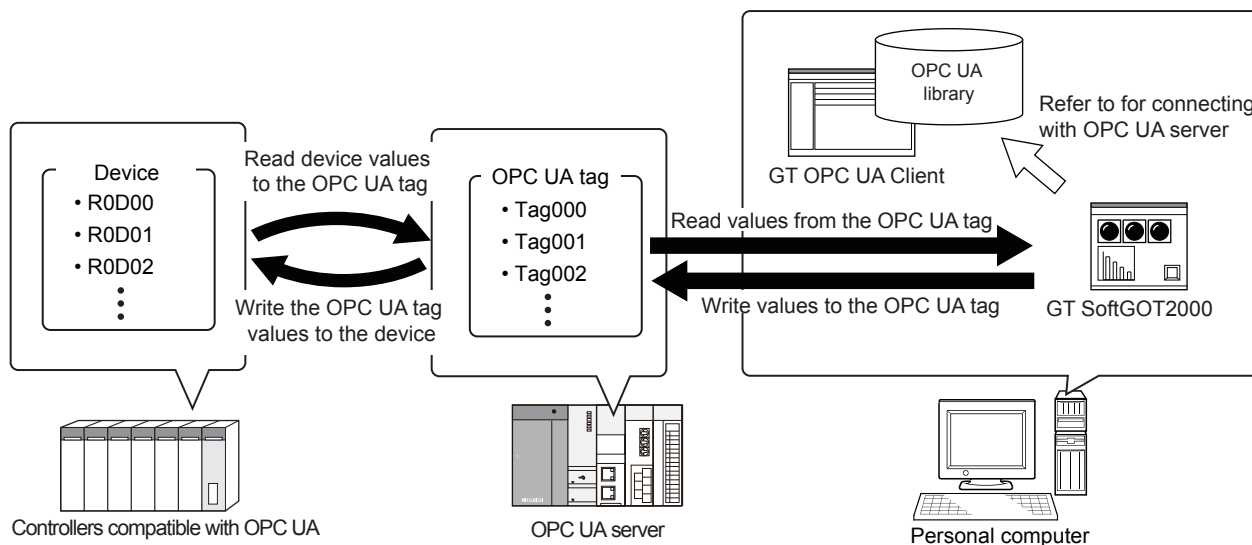 Device
• R0D00
• R0D01
• R0D02
Read device values
to the OPC UA tag
Write the OPC UA tag
values to the device
OPC UA tag
• Tag000
• Tag001
• Tag002
Read values from the OPC UA tag
Write values to the OPC UA tag
OPC UA
library
GT OPC UA Client
Refer to for connecting
with OPC UA server
GT SoftGOT2000
Controllers compatible with OPC UA
MITSUBISHI
OPC UA server
Personal computer